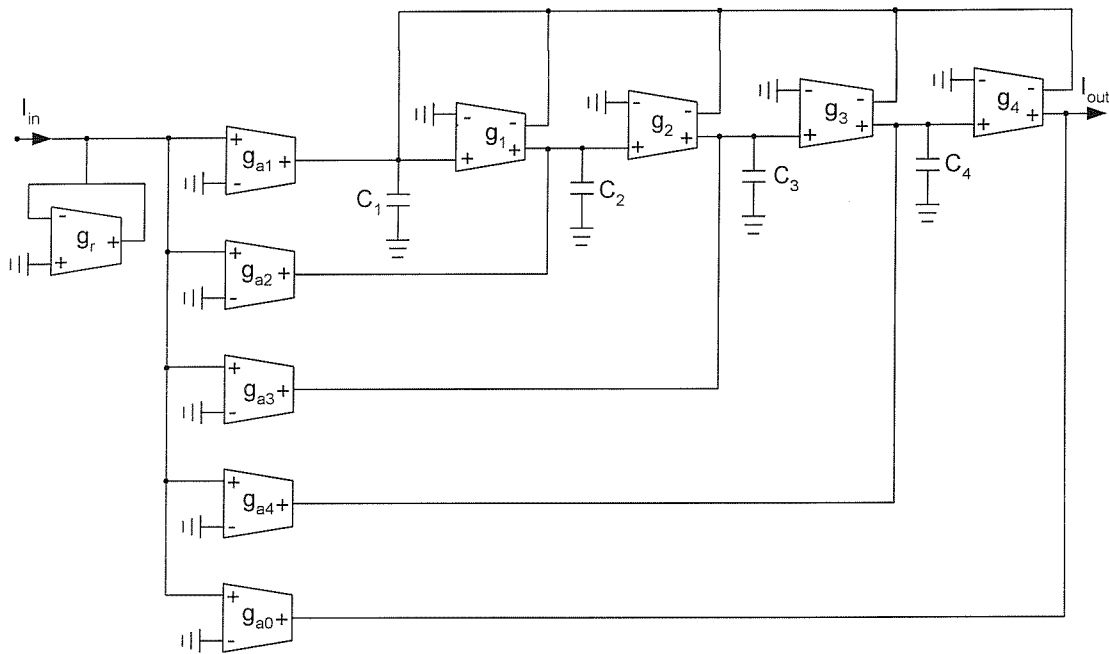 I_in
I_out
g_r
g_a1
g_a2
g_a3
g_a4
g_a0
g_1
g_2
g_3
g_4
C_1
C_2
C_3
C_4